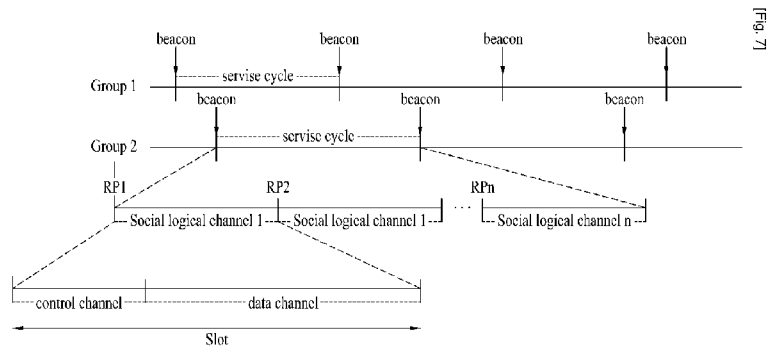 [Fig. 7]
beacon beacon beacon beacon
servise cycle
Group 1
beacon beacon beacon
servise cycle
Group 2
RP1 RP2 RPn
Social logical channel 1 Social logical channel 1 ... Social logical channel n
control channel data channel
Slot